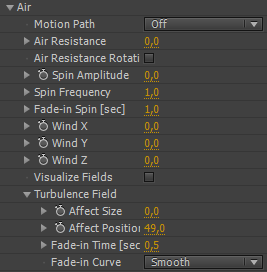 Air
Motion Path Off
Air Resistance 0,0
Air Resistance Rotati
Spin Amplitude 0,0
Spin Frequency 1,0
Fade-in Spin [sec] 1,0
Wind X 0,0
Wind Y 0,0
Wind Z 0,0
Visualize Fields
Turbulence Field
Affect Size 0,0
Affect Position 49,0
Fade-in Time [sec 0,5
Fade-in Curve Smooth